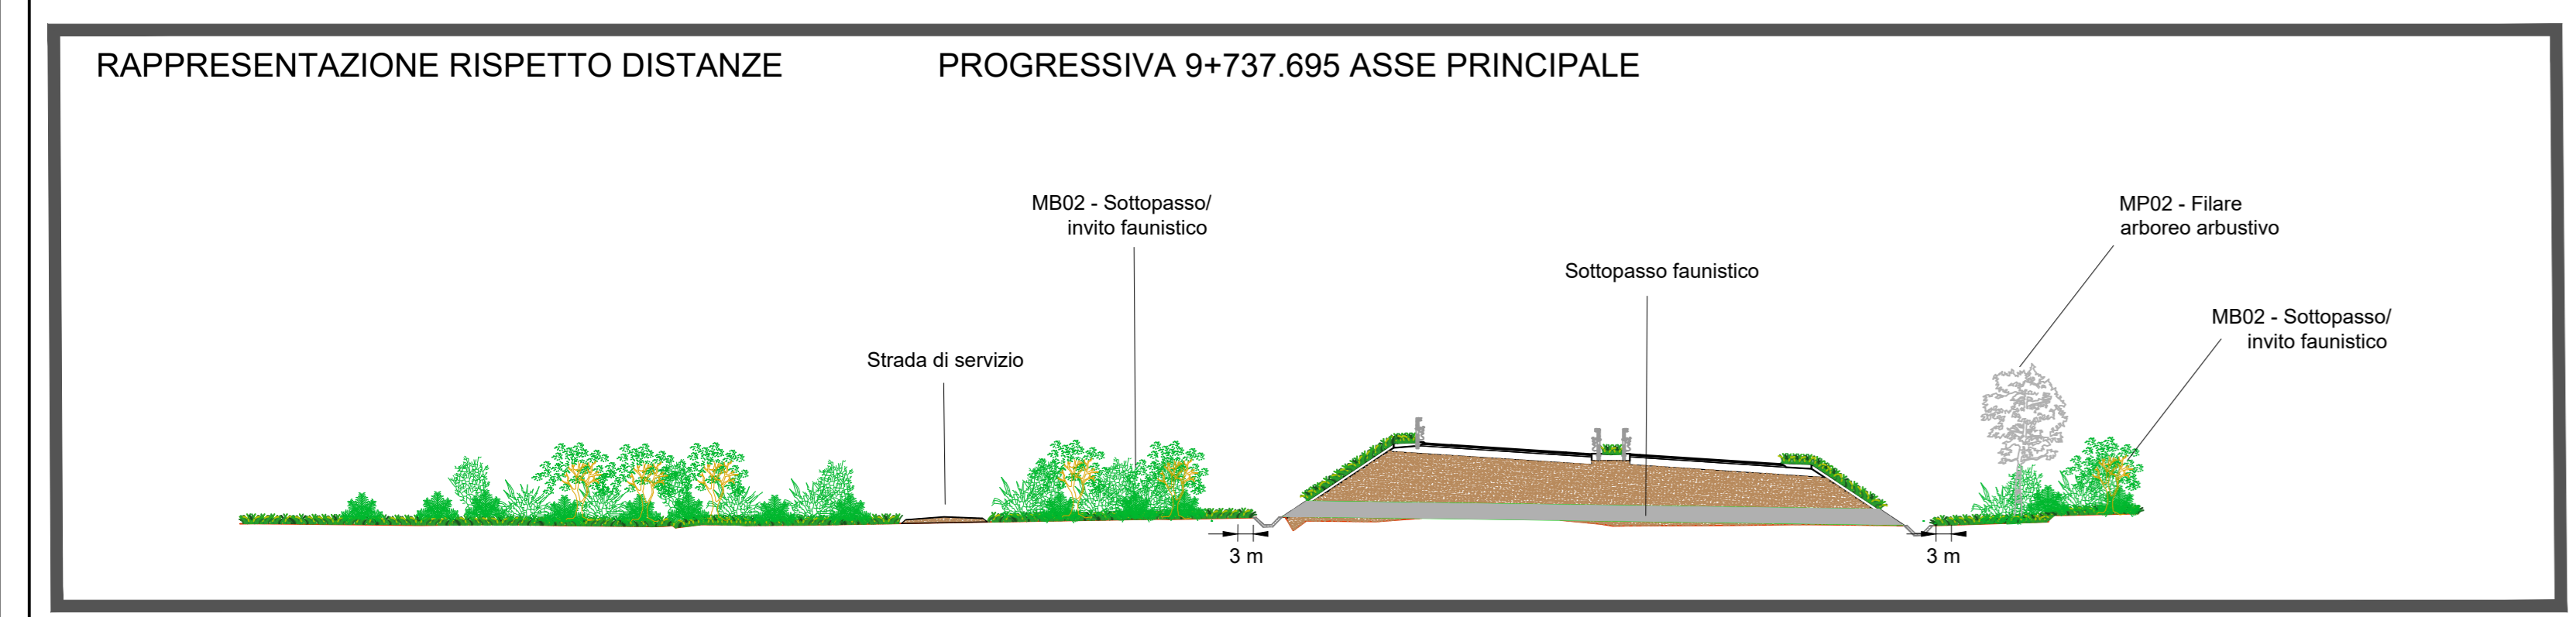 RAPPRESENTAZIONE RISPETTO DISTANZE
PROGRESSIVA 9+737.695 ASSE PRINCIPALE
MB02 - Sottopasso/
invito faunistico
MP02 - Filare
arboreo arbustivo
Sottopasso faunistico
MB02 - Sottopasso/
invito faunistico
Strada di servizio
3 m
3 m